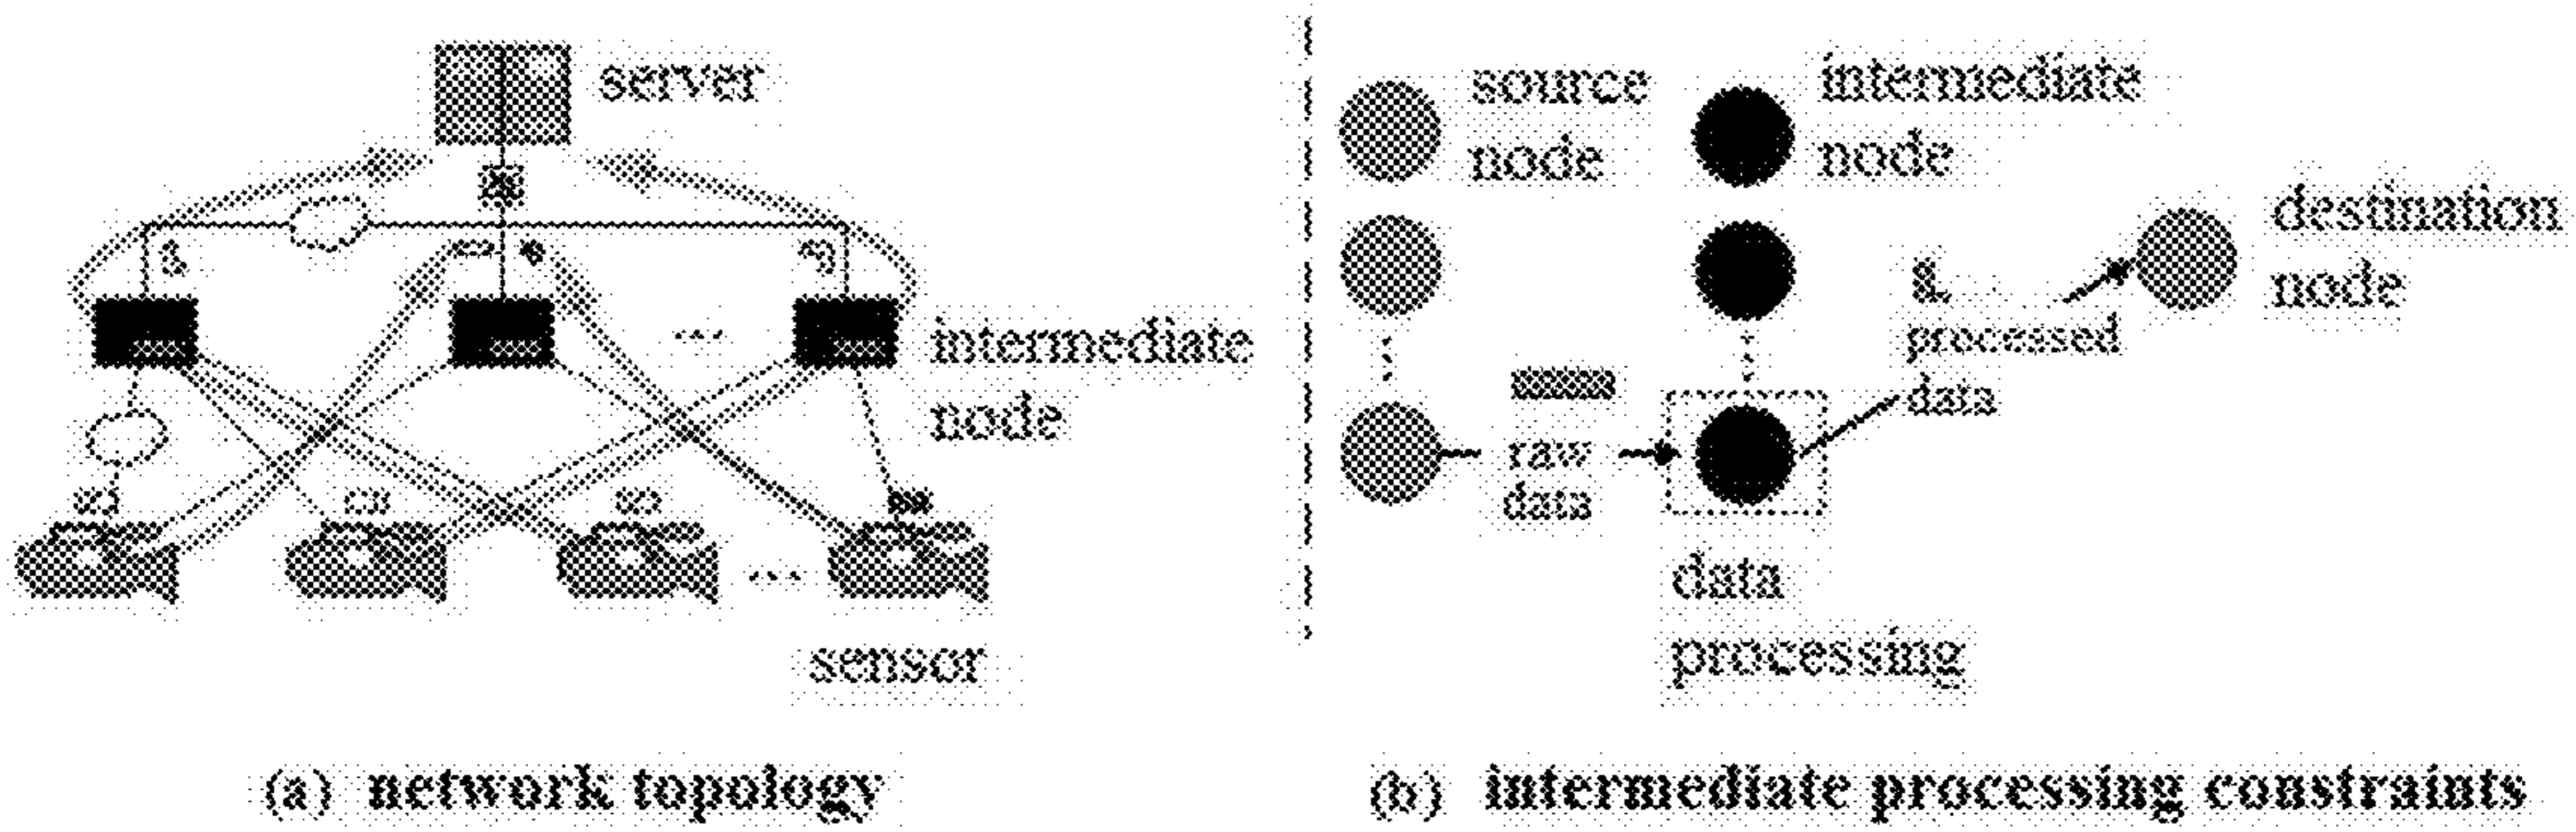 server
intermediate
node
sensor
(a) network topology
source
node
intermediate
node
destination
node
processed
data
raw
data
data
processing
(b) intermediate processing constraints